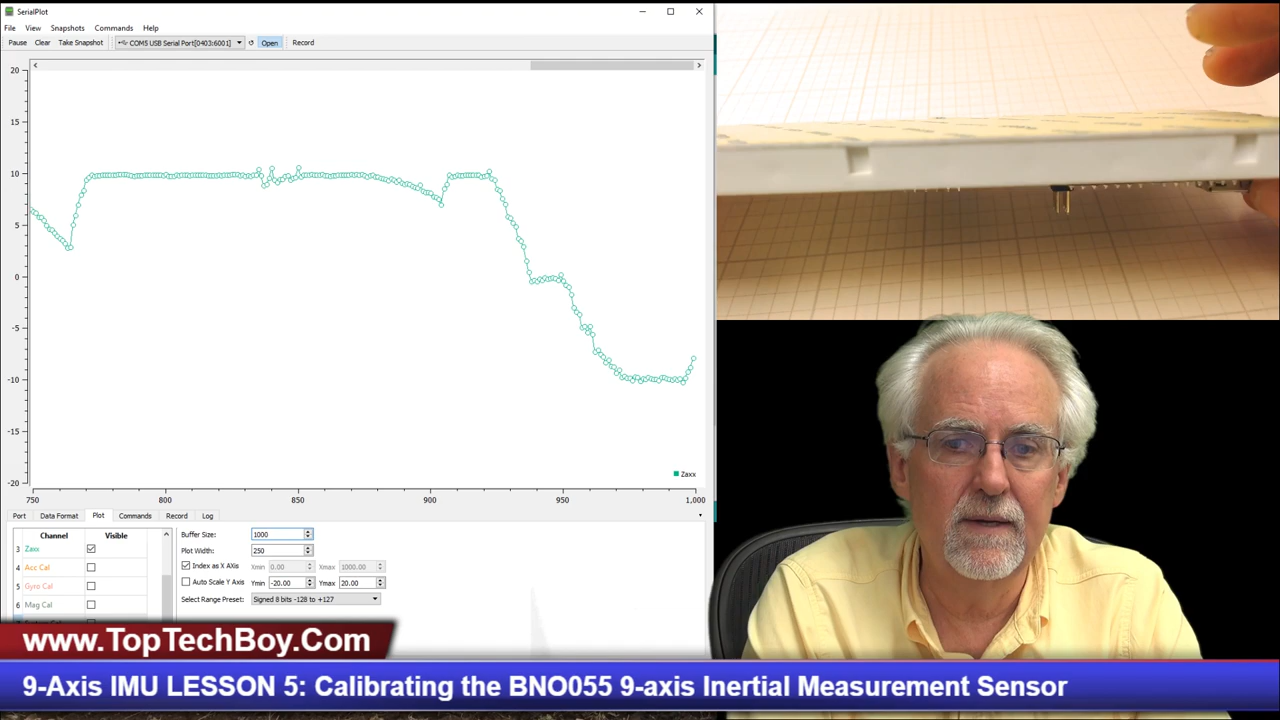 SerialPlot
File View Snapshots Commands Help
Pause Clear Take Snapshot COM5 USB Serial Port[0403:6001] Open Record
20
15
10
5
0
-5
-10
-15
-20
Zaxx
750 800 850 900 950 1,000
Port Data Format Plot Commands Record Log
Channel Visible
3 Zaxx
4 Acc Cal
5 Gyro Cal
6 Mag Cal
Buffer Size: 1000
Plot Width: 250
Index as X AXis Xmin 0.00 Xmax 1000.00
Auto Scale Y Axis Ymin -20.00 Ymax 20.00
Select Range Preset: Signed 8 bits -128 to +127
www.TopTechBoy.Com
9-Axis IMU LESSON 5: Calibrating the BNO055 9-axis Inertial Measurement Sensor